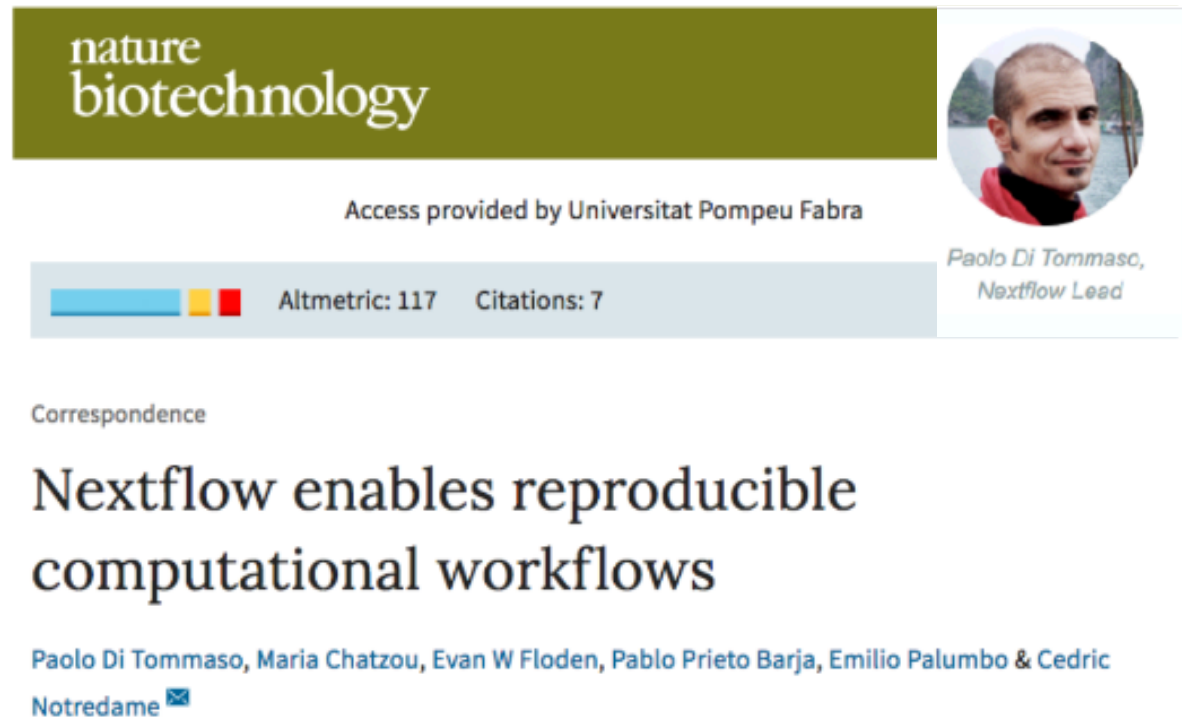 nature
biotechnology
Access provided by Universitat Pompeu Fabra
Paolo Di Tommaso,
Nextflow Lead
Altmetric: 117 Citations: 7
Correspondence
Nextflow enables reproducible
computational workflows
Paolo Di Tommaso, Maria Chatzou, Evan W Floden, Pablo Prieto Barja, Emilio Palumbo & Cedric
Notredame